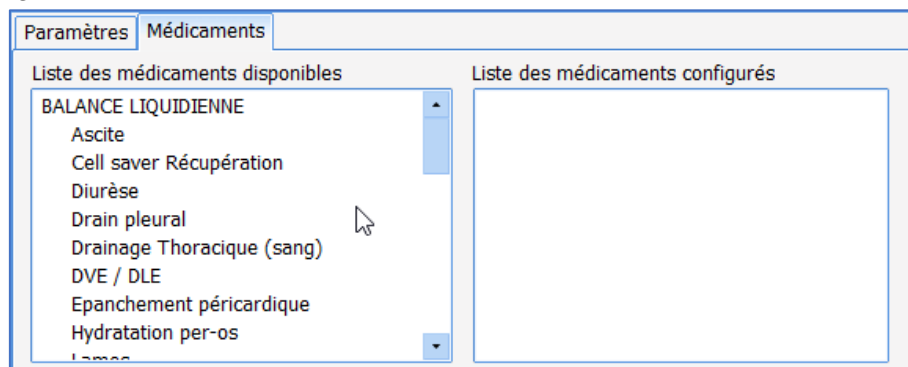 Paramètres Médicaments
Liste des médicaments disponibles
BALANCE LIQUIDIENNE
Ascite
Cell saver Récupération
Diurèse
Drain pleural
Drainage Thoracique (sang)
DVE / DLE
Epanchement péricardique
Hydratation per-os
Liste des médicaments configurés